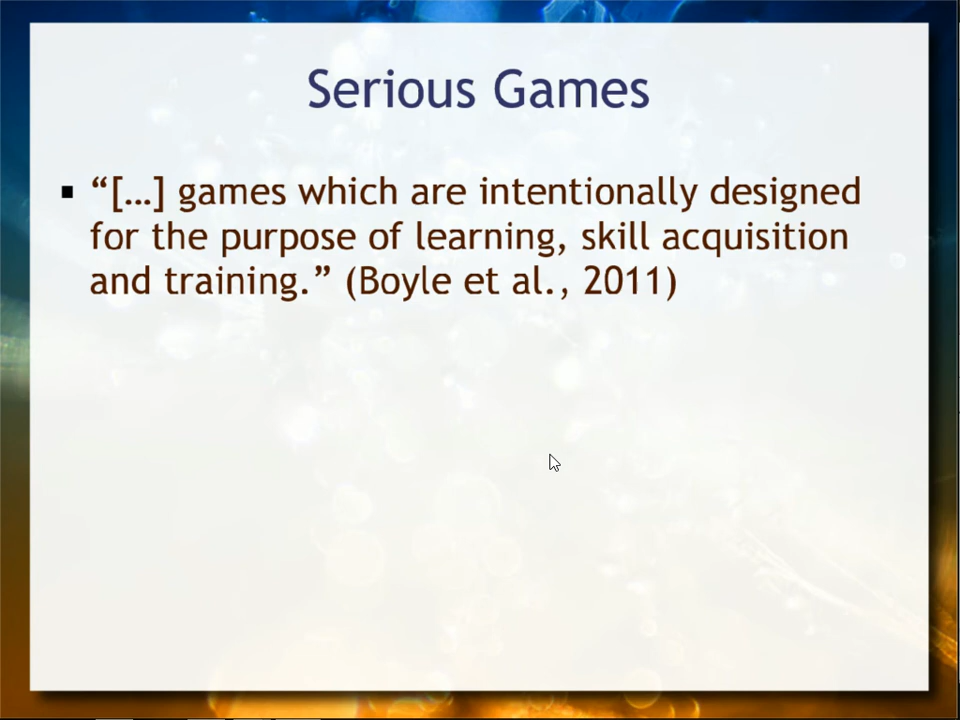 Serious Games
▪ “[…] games which are intentionally designed
for the purpose of learning, skill acquisition
and training.” (Boyle et al., 2011)